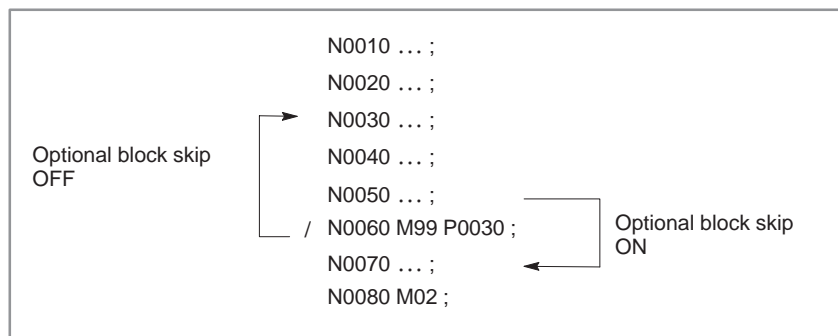 N0010 … ;
N0020 … ;
N0030 … ;
Optional block skip
OFF
N0040 … ;
N0050 … ;
/ N0060 M99 P0030 ;
Optional block skip
ON
N0070 … ;
N0080 M02 ;